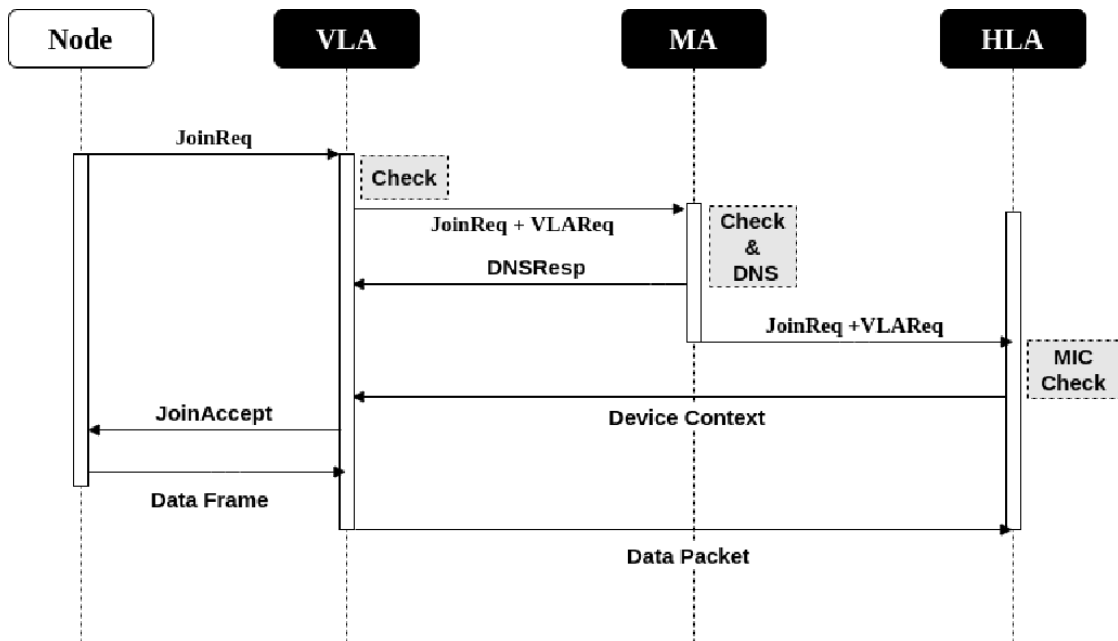 Node VLA MA HLA
JoinReq
Check
JoinReq + VLAReq
Check
&
DNS
DNSResp
JoinReq +VLAReq
MIC
Check
Device Context
JoinAccept
Data Frame
Data Packet